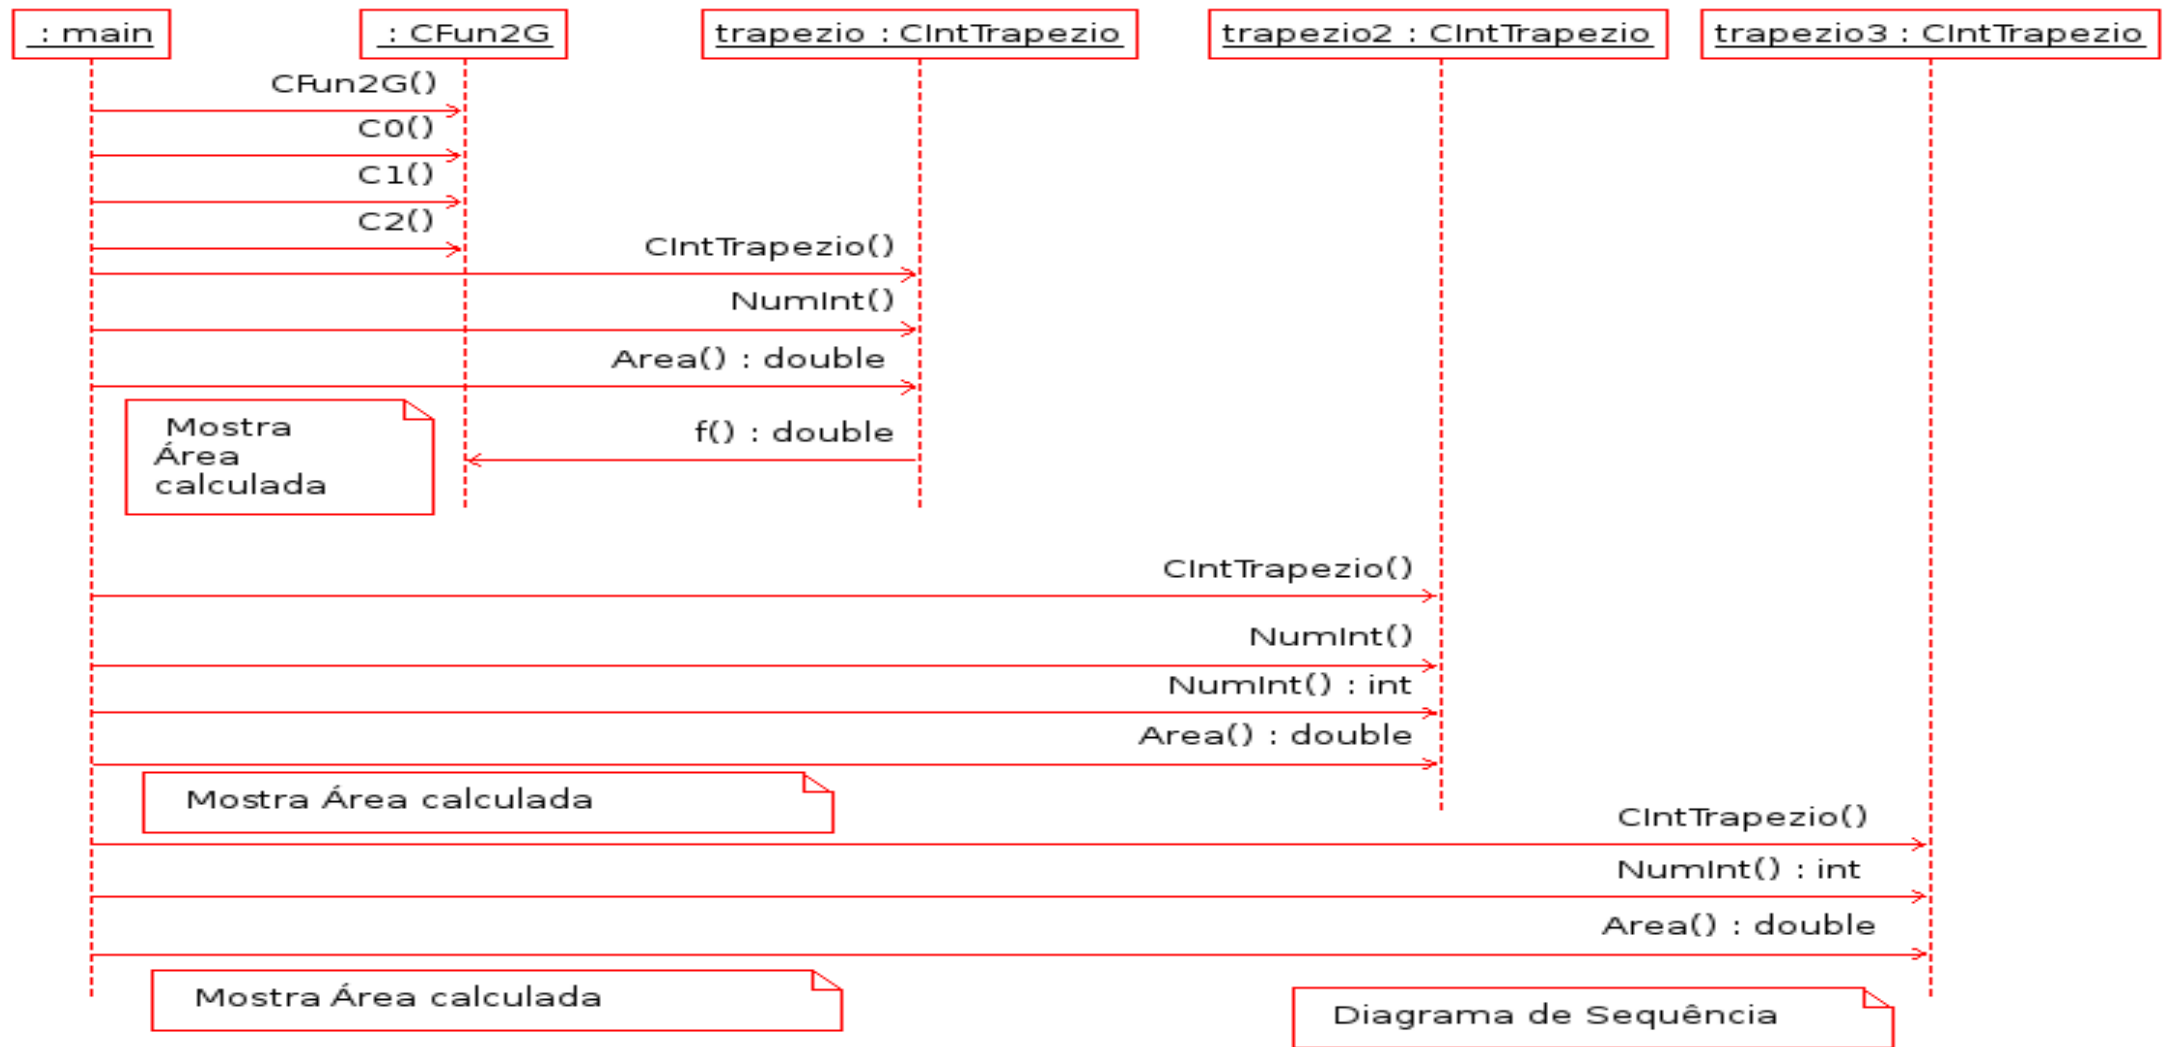 : main
: CFun2G
trapezio : CIntTrapezio
trapezio2 : CIntTrapezio
trapezio3 : CIntTrapezio
CFun2G()
C0()
C1()
C2()
CIntTrapezio()
NumInt()
Area() : double
Mostra
Área
calculada
f() : double
CIntTrapezio()
NumInt()
NumInt() : int
Area() : double
Mostra Área calculada
CIntTrapezio()
NumInt() : int
Area() : double
Mostra Área calculada
Diagrama de Sequência